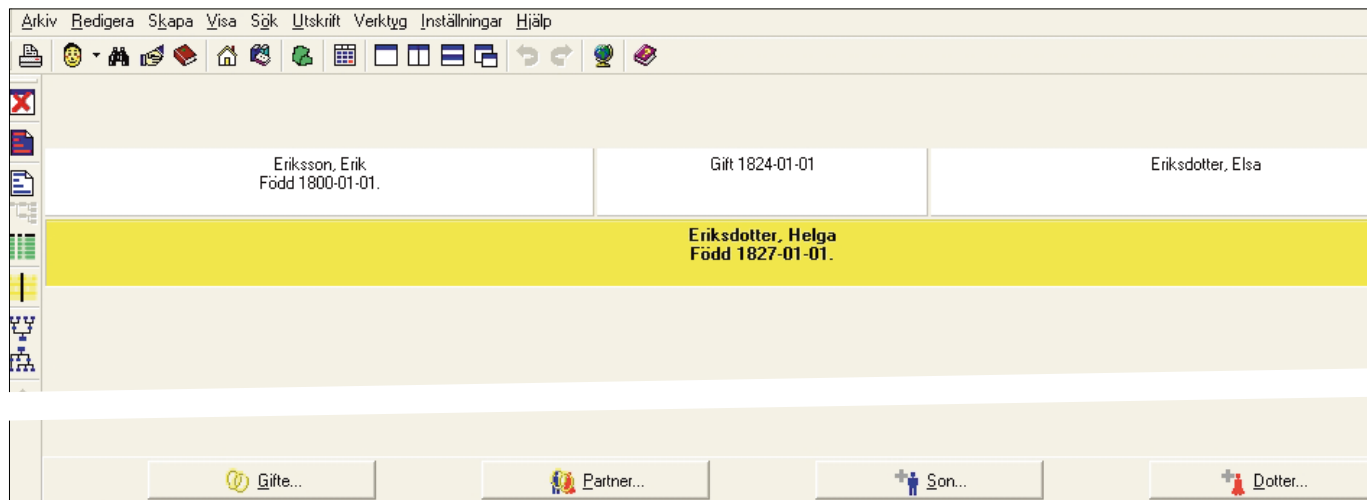 Arkiv Redigera Skapa Visa Sök Utskrift Verktyg Inställningar Hjälp
Eriksson, Erik
Född 1800-01-01.
Gift 1824-01-01
Eriksdotter, Elsa
Eriksdotter, Helga
Född 1827-01-01.
Gifte... Partner... Son... Dotter...